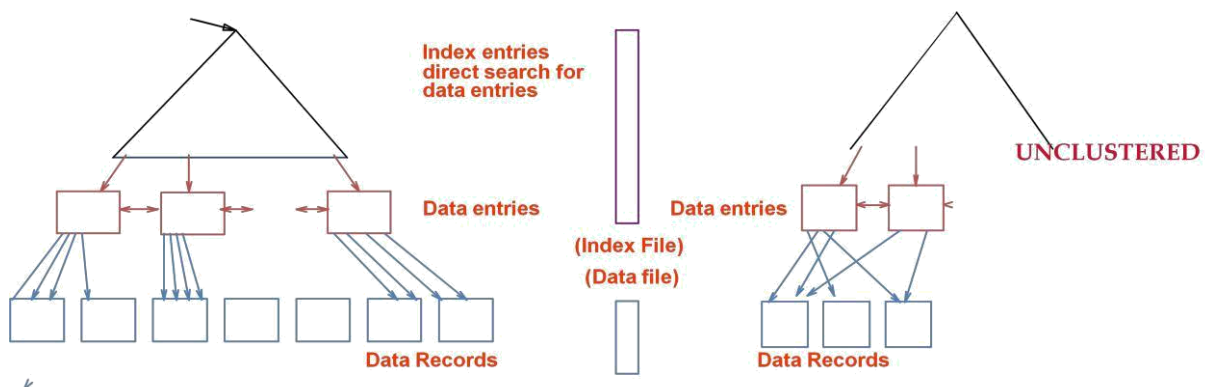 Index entries
direct search for
data entries
UNCLUSTERED
Data entries
Data entries
(Index File)
(Data file)
Data Records
Data Records